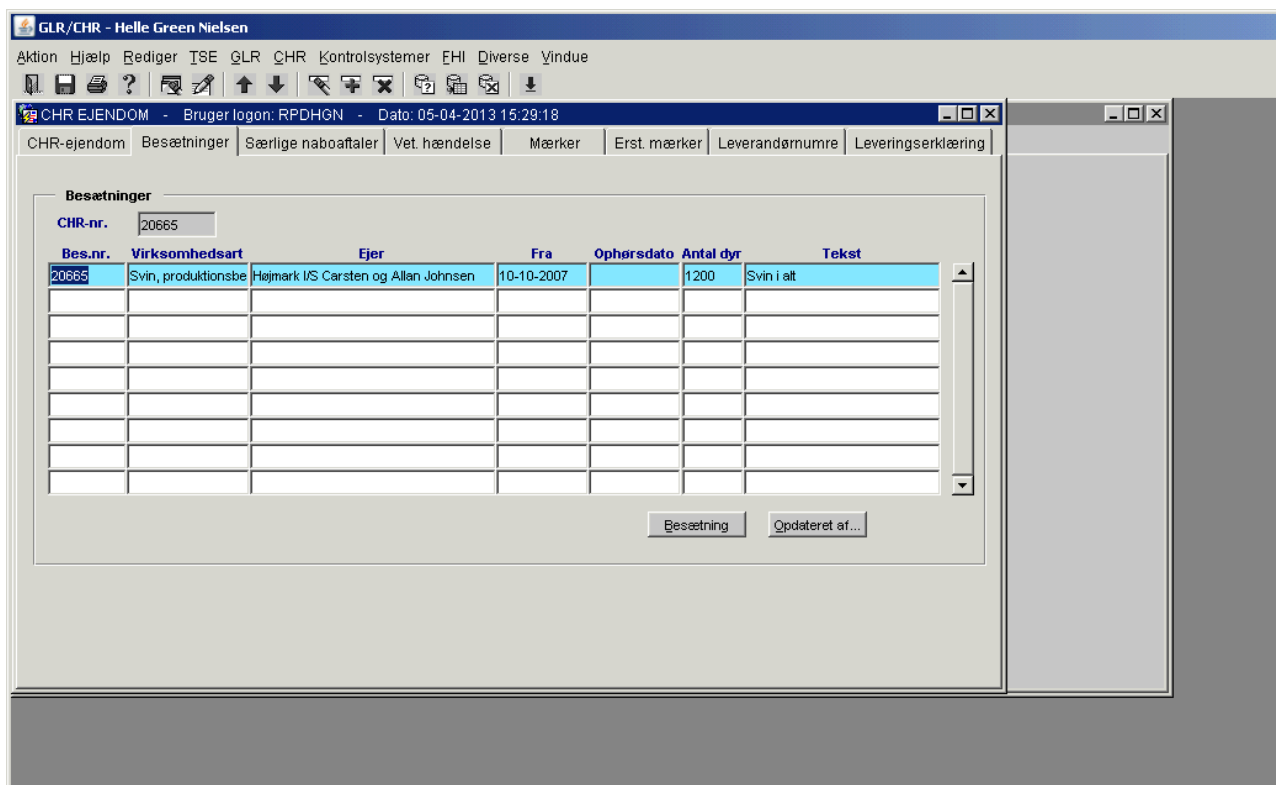 GLR/CHR - Helle Green Nielsen
Aktion Hjælp Rediger TSE GLR CHR Kontrolsystemer EHI Diverse Vindue
CHR EJENDOM - Bruger logon: RPDHGN - Dato: 05-04-2013 15:29:18
CHR-ejendom Besætninger Særlige naboaftaler Vet. hændelse Mærker Erst. mærker Leverandørnumre Leveringserklæring
Besætninger
CHR-nr. 20665
Bes.nr. Virksomhedsart Ejer Fra Ophørsdato Antal dyr Tekst
20665 Svin, produktionsbe Højmark I/S Carsten og Allan Johnsen 10-10-2007 1200 Svin i alt
Besætning Opdateret af...